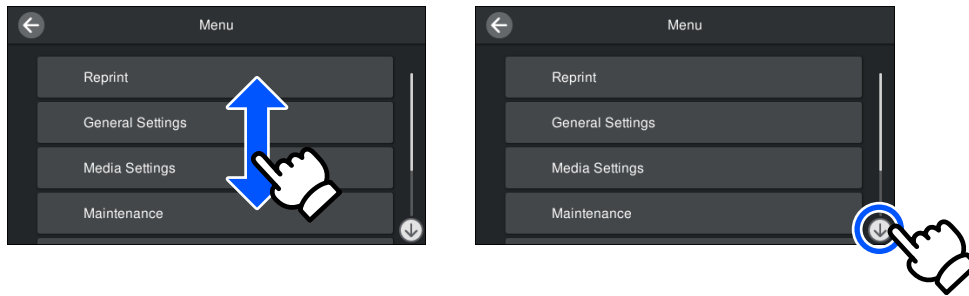 Menu
Reprint
General Settings
Media Settings
Maintenance
Menu
Reprint
General Settings
Media Settings
Maintenance